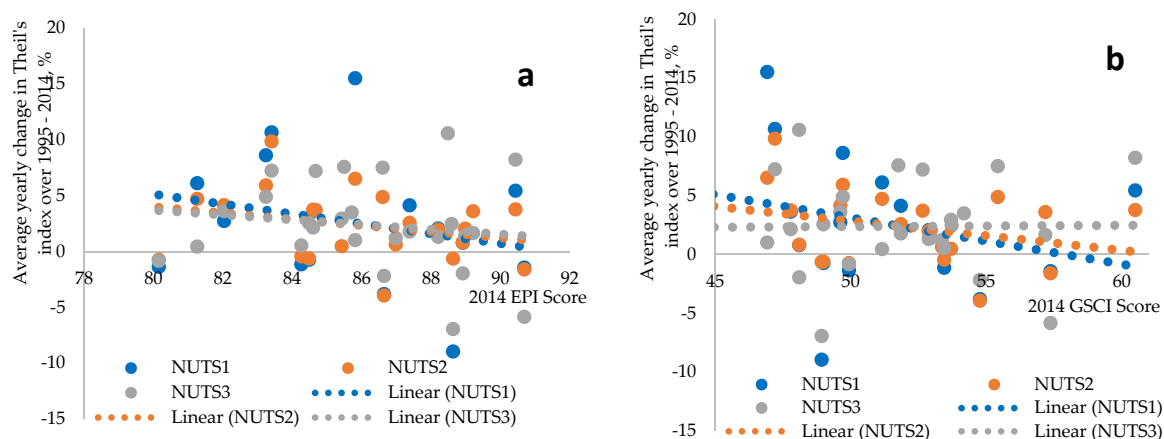 Average yearly change in Theil's
index over 1995 - 2014, %
20
15
10
5
0
-5
-10
-15
78
80
82
84
86
88
90
92
a
2014 EPI Score
NUTS1
NUTS2
NUTS3
Linear (NUTS1)
Linear (NUTS2)
Linear (NUTS3)
Average yearly change in Theil's
index over 1995 - 2014, %
20
15
10
5
0
-5
-10
-15
45
50
55
60
b
2014 GSCI Score
NUTS1
NUTS2
NUTS3
Linear (NUTS1)
Linear (NUTS2)
Linear (NUTS3)